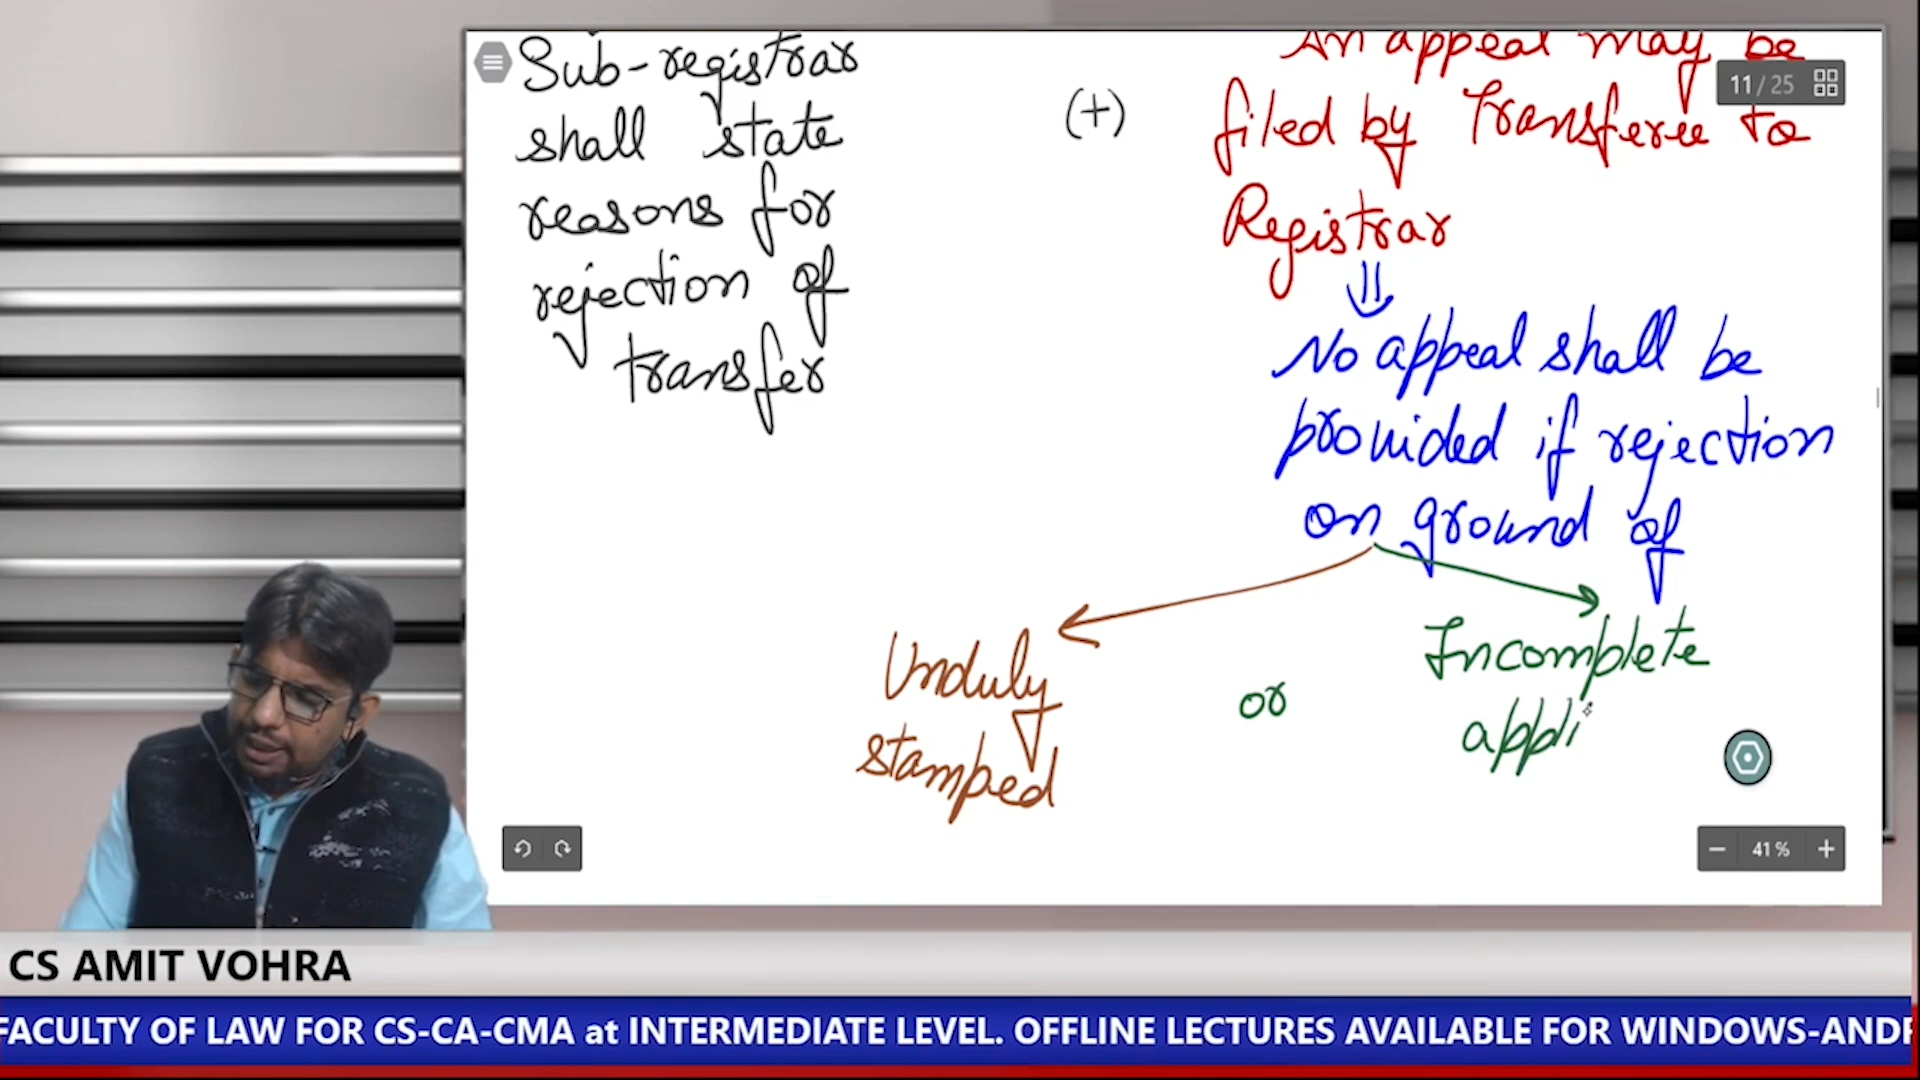 Sub-registrar
shall state
reasons for
rejection of
transfer
(+)
An appeal may be
filed by Transferee to
Registrar
No appeal shall be
provided if rejection
on ground of
Unduly
stamped
or
Incomplete
appli
11 / 25
41 %
CS AMIT VOHRA
FACULTY OF LAW FOR CS-CA-CMA at INTERMEDIATE LEVEL. OFFLINE LECTURES AVAILABLE FOR WINDOWS-ANDR